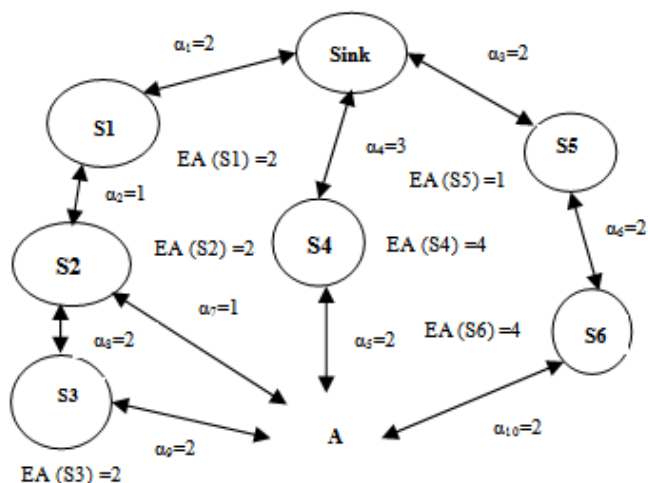 α₁=2
Sink
α₃=2
S1
EA (S1) =2
α₄=3
S5
EA (S5) =1
α₂=1
S2
EA (S2) =2
S4
EA (S4) =4
α₆=2
α₇=1
α₈=2
α₅=2
EA (S6) =4
S6
S3
α₉=2
A
α₁₀=2
EA (S3) =2